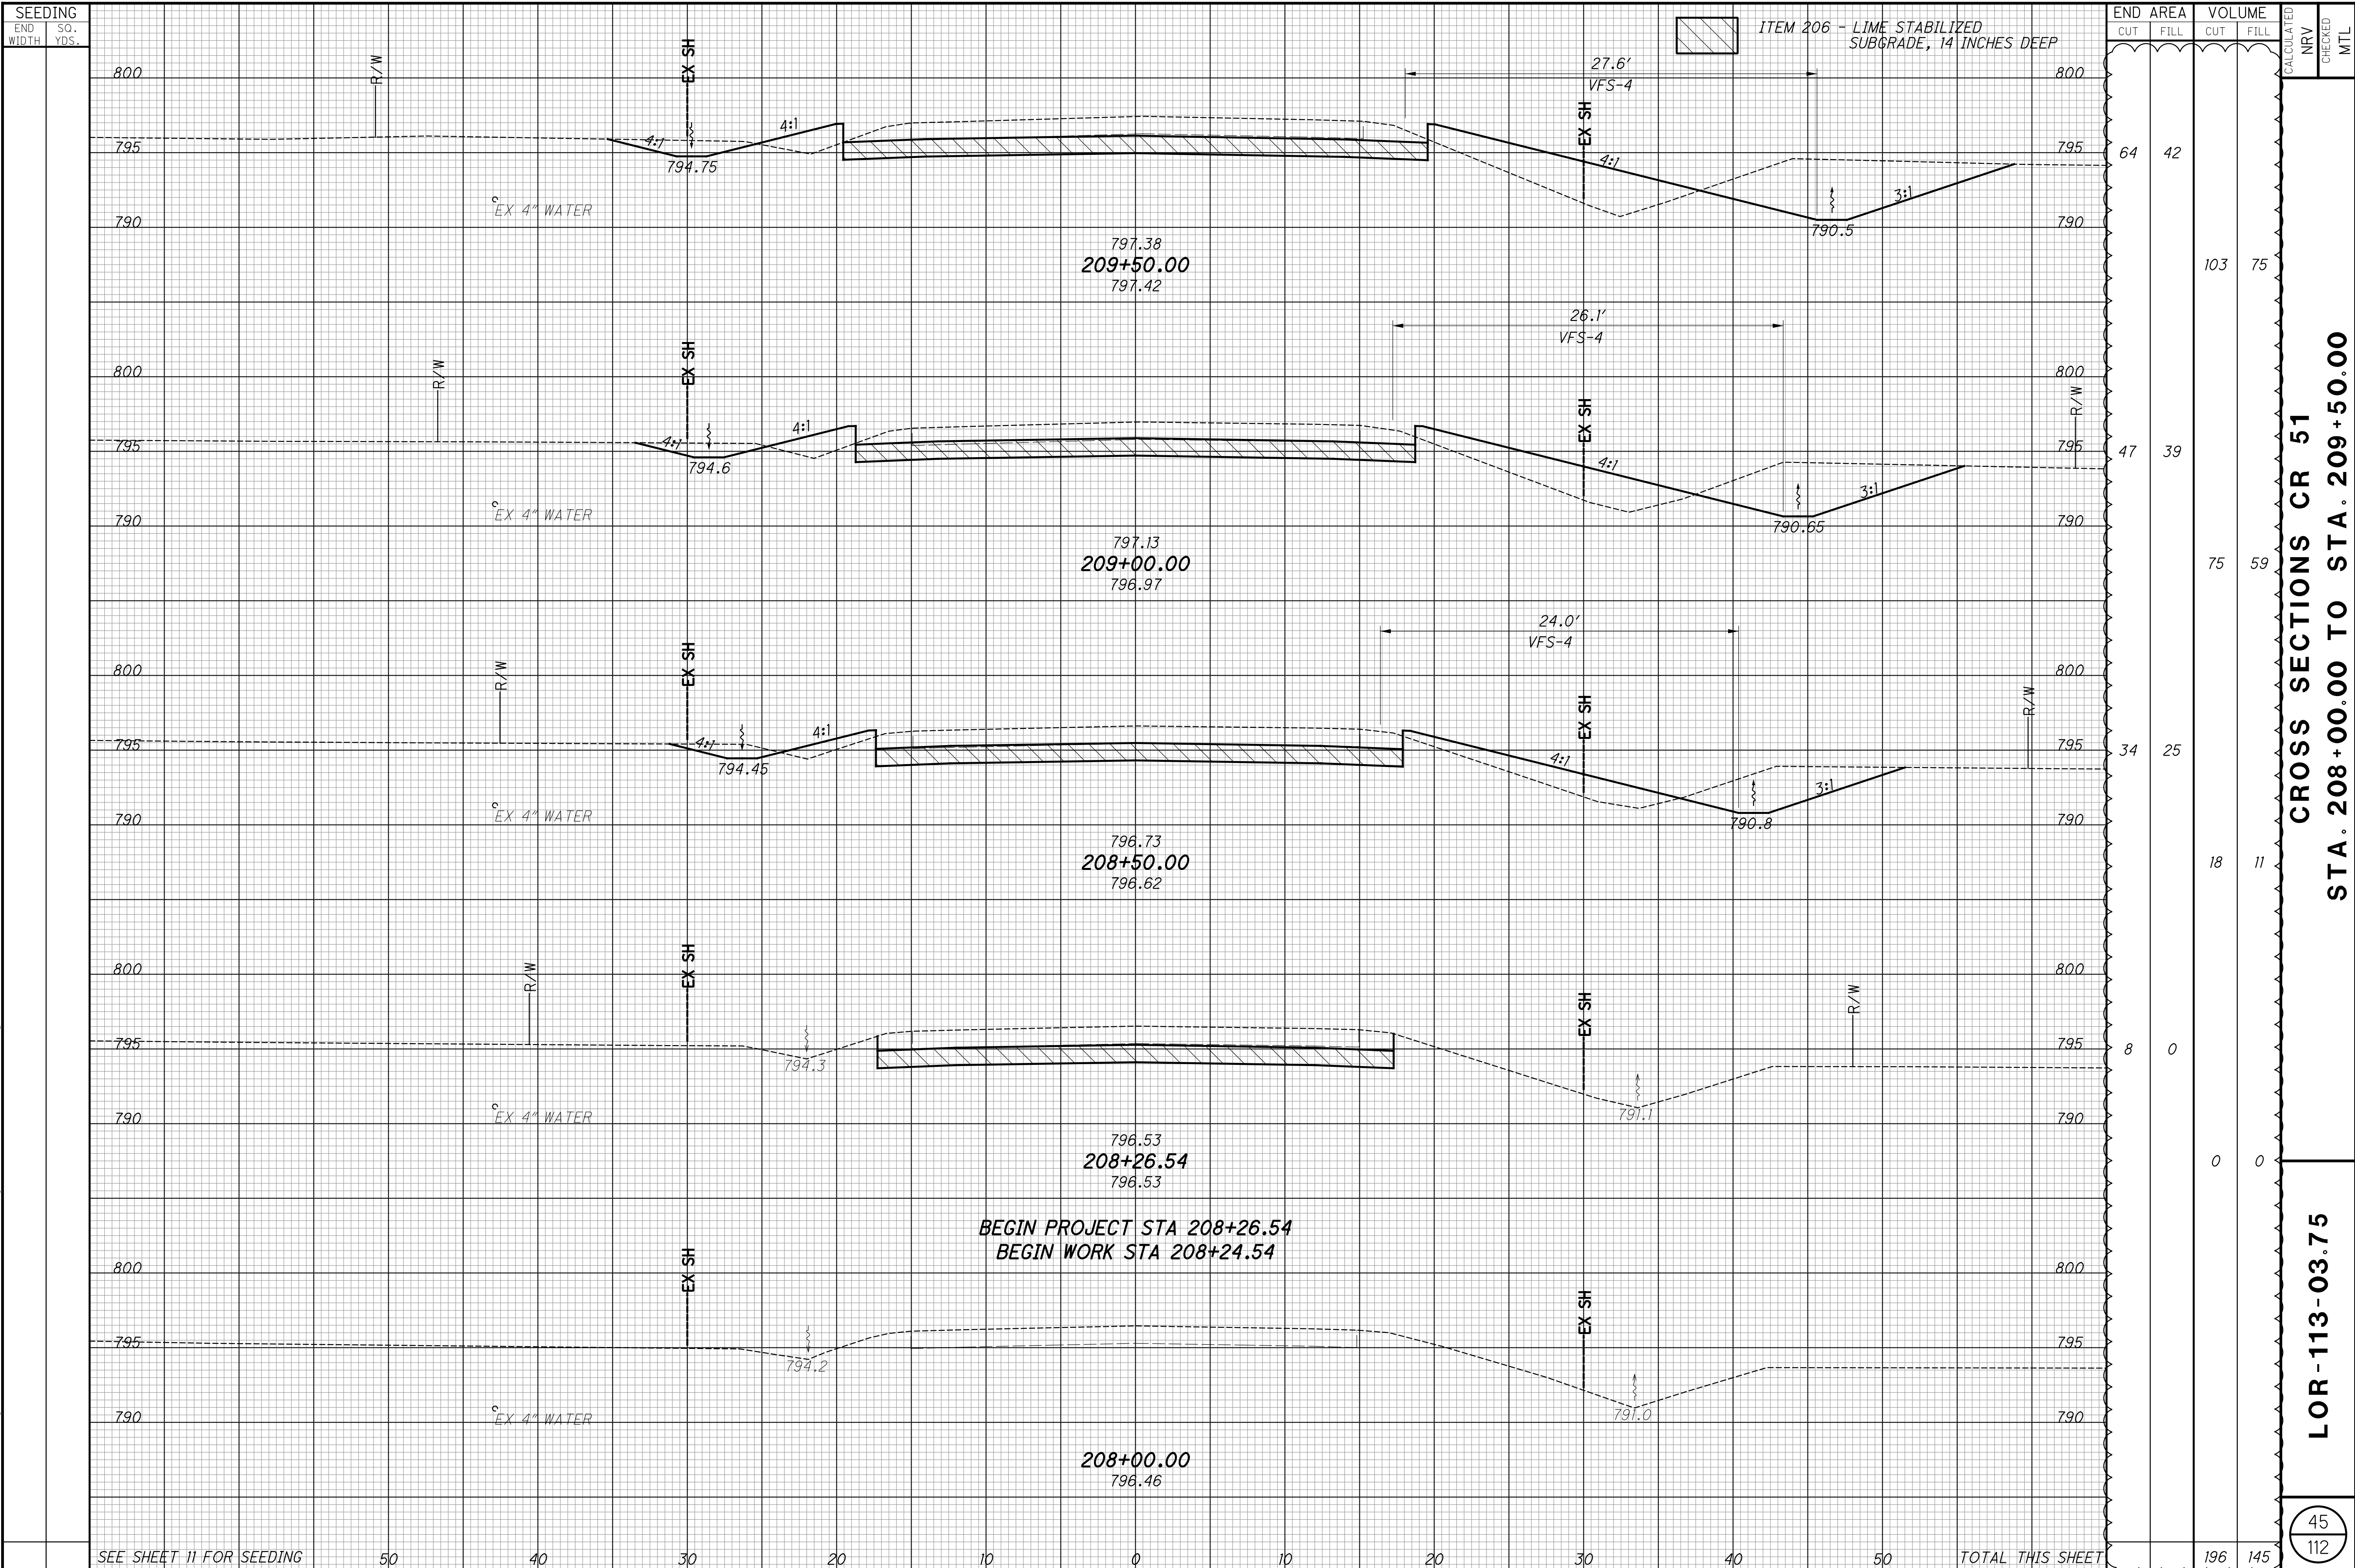 SEEDING
END WIDTH
SQ. YDS.
ITEM 206 - LIME STABILIZED
SUBGRADE, 14 INCHES DEEP
END AREA
VOLUME
CUT FILL CUT FILL
CALCULATED
NRV
CHECKED
MTL
R/W
EX SH
27.6'
VFS-4
EX SH
800
800
4:1
4:1
4:1
3:1
795
795
64 42
794.75
EX 4" WATER
790
790
790.5
797.38
209+50.00
797.42
103 75
R/W
EX SH
26.1'
VFS-4
EX SH
R/W
800
800
4:1
4:1
4:1
3:1
795
795
47 39
794.6
EX 4" WATER
790
790
790.65
797.13
209+00.00
796.97
75 59
R/W
EX SH
24.0'
VFS-4
EX SH
R/W
800
800
4:1
4:1
4:1
3:1
795
795
34 25
794.45
EX 4" WATER
790
790
790.8
796.73
208+50.00
796.62
18 11
R/W
EX SH
EX SH
R/W
800
800
795
795
8 0
794.3
791.1
EX 4" WATER
790
790
796.53
208+26.54
796.53
0 0
BEGIN PROJECT STA 208+26.54
BEGIN WORK STA 208+24.54
EX SH
EX SH
800
800
795
795
794.2
791.0
EX 4" WATER
790
790
208+00.00
796.46
SEE SHEET 11 FOR SEEDING
50 40 30 20 10 0 10 20 30 40 50
TOTAL THIS SHEET
196 145
CROSS SECTIONS CR 51
STA. 208+00.00 TO STA. 209+50.00
LOR-113-03.75
45
112